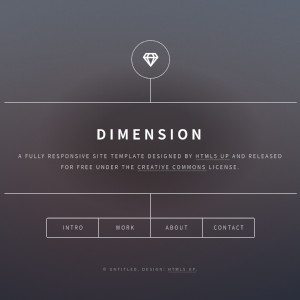 DIMENSION
A FULLY RESPONSIVE SITE TEMPLATE DESIGNED BY HTML5 UP AND RELEASED
FOR FREE UNDER THE CREATIVE COMMONS LICENSE.
INTRO WORK ABOUT CONTACT
© UNTITLED. DESIGN: HTML5 UP.